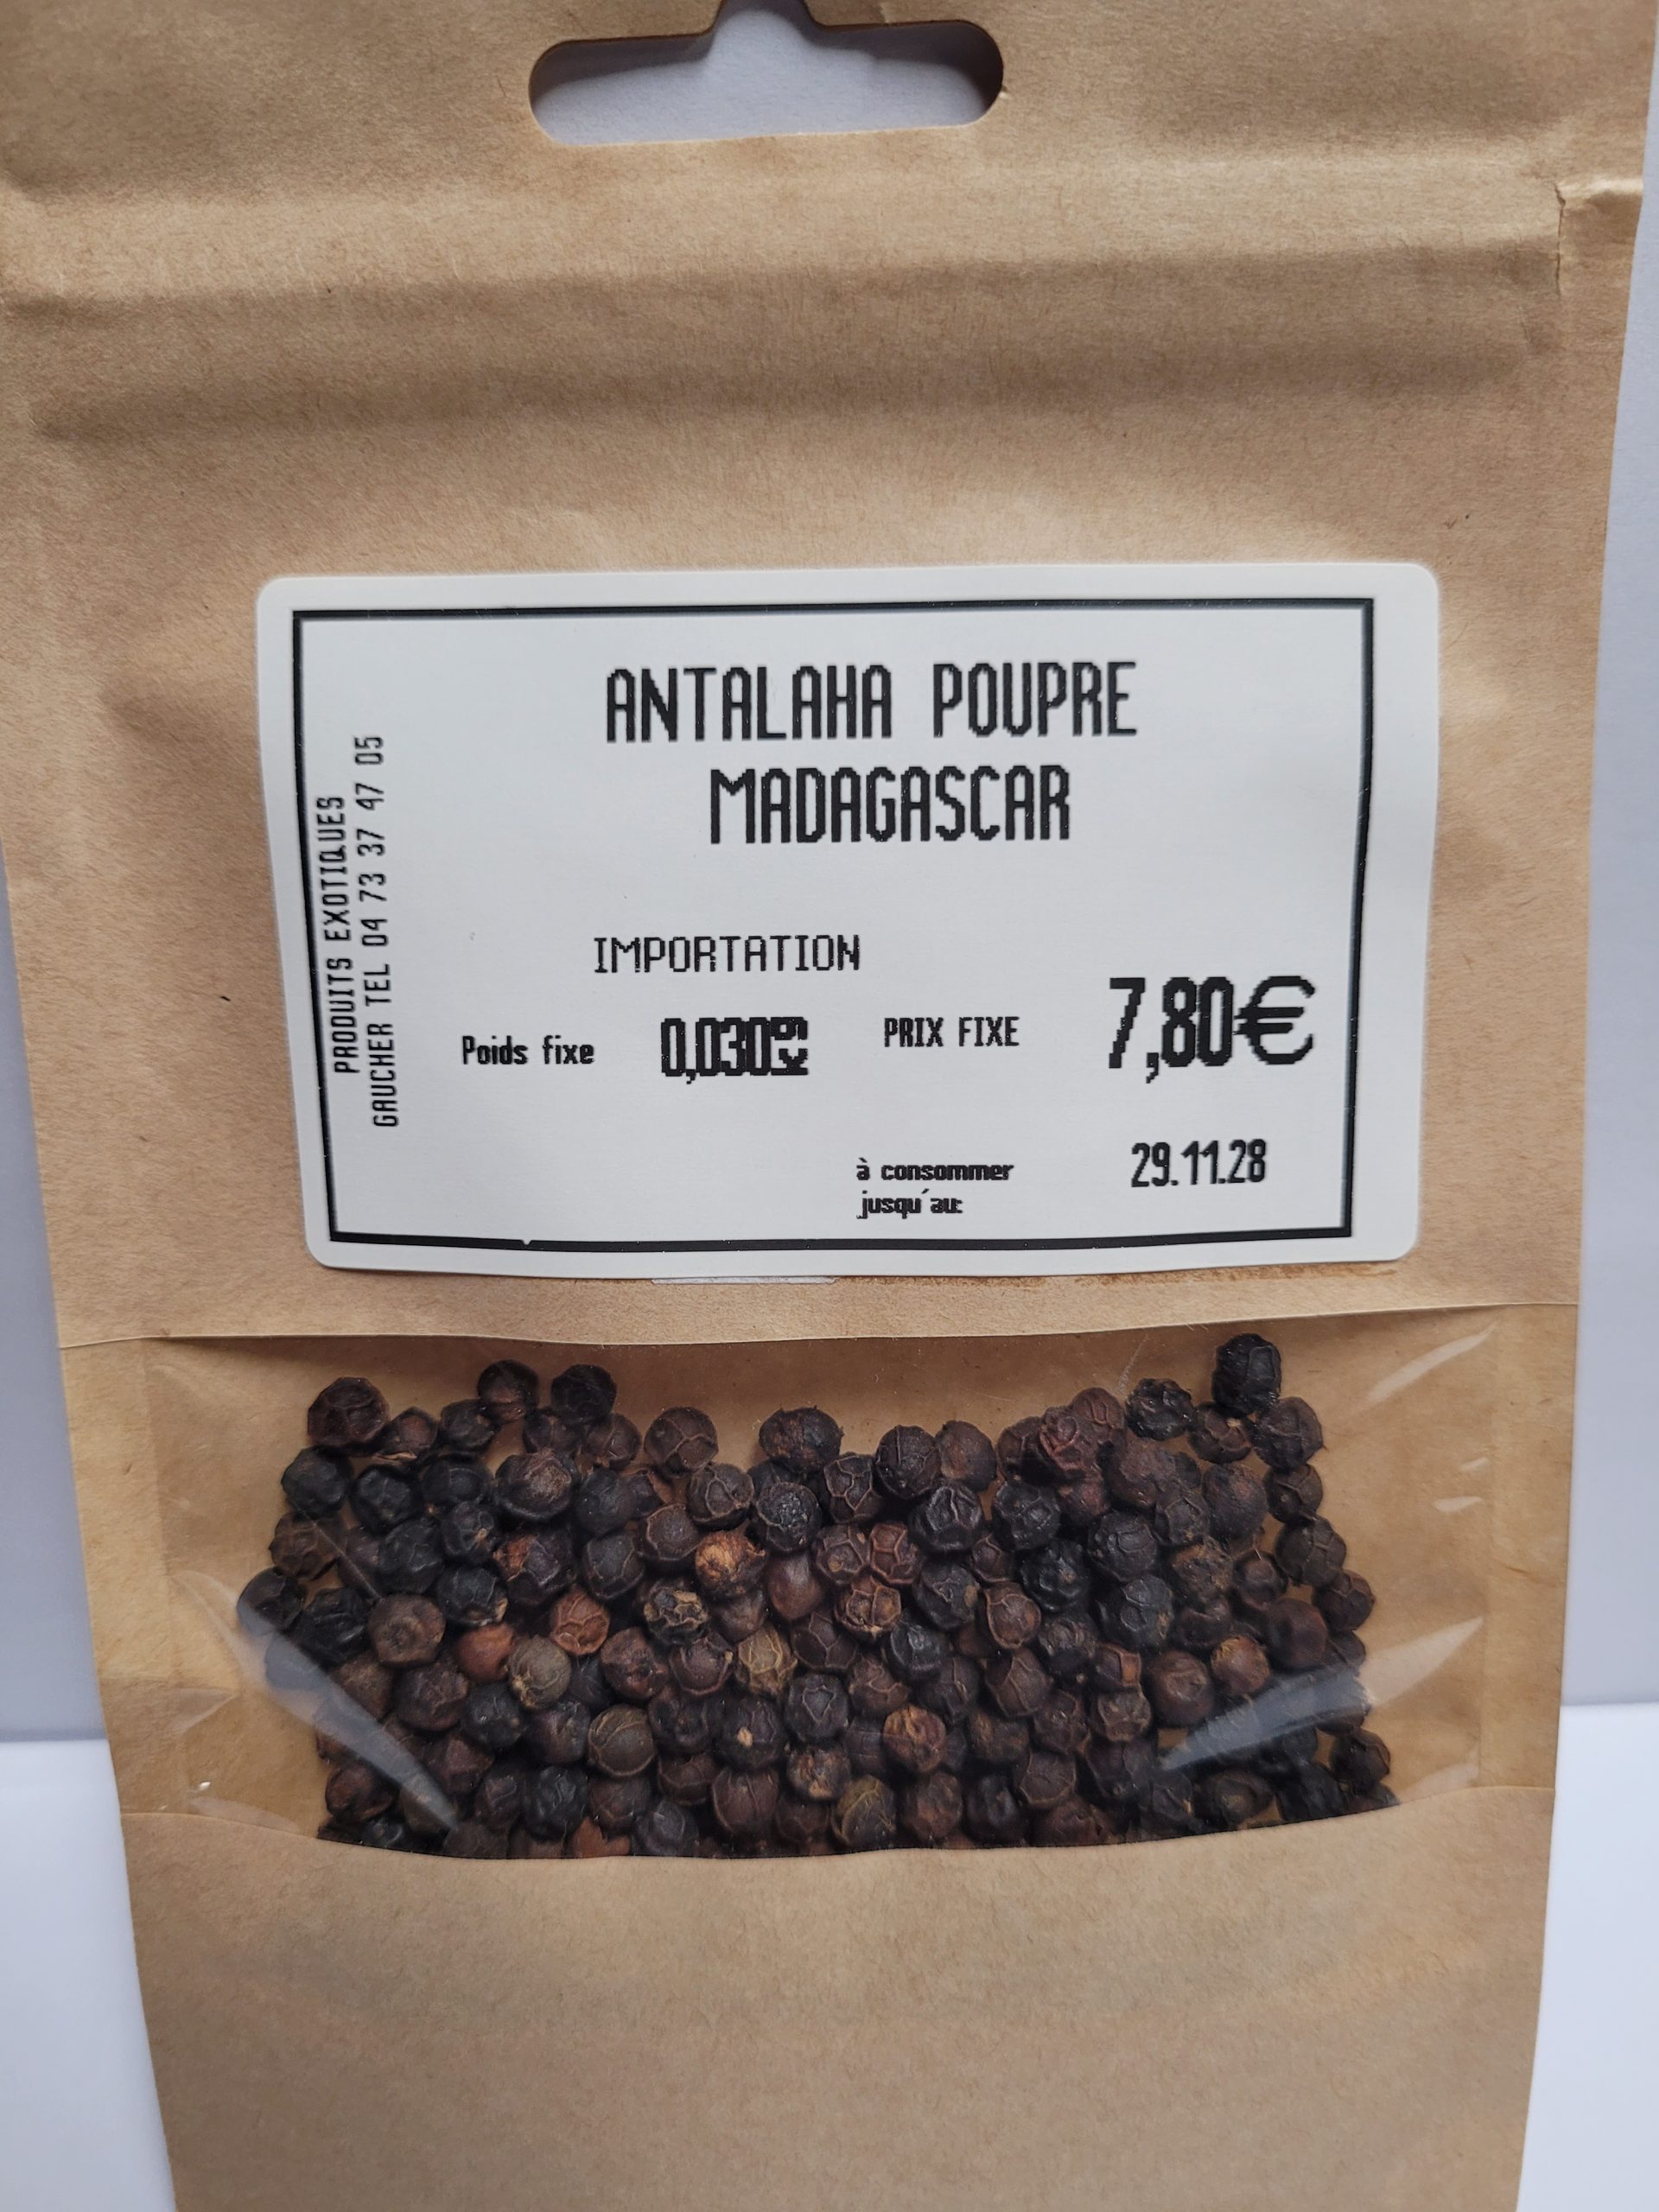 ANTALAHA POUPRE
MADAGASCAR
PRODUITS EXOTIQUES
GAUCHER TEL 04 73 37 47 05
IMPORTATION
Poids fixe 0,030kg PRIX FIXE 7,80€
à consommer 29.11.28
jusqu'au: